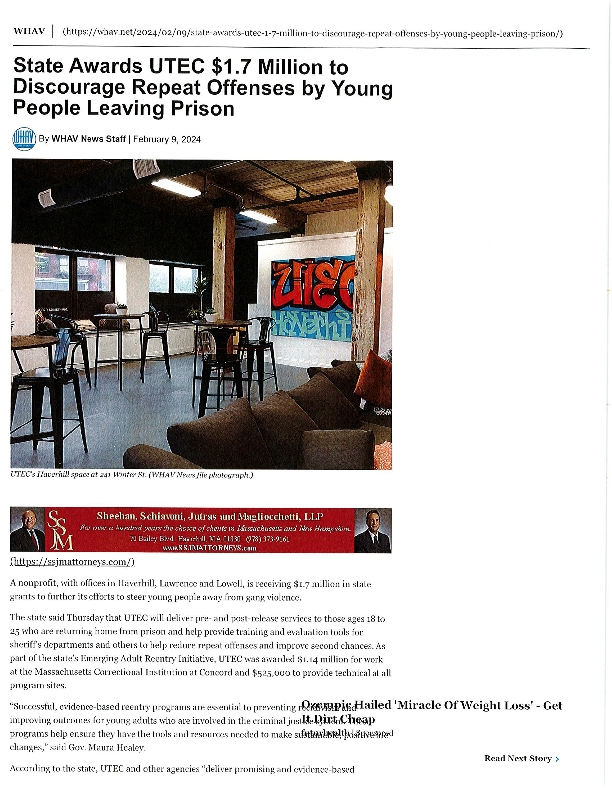 WHAV | (https://whav.net/2024/02/09/state-awards-utec-1-7-million-to-discourage-repeat-offenses-by-young-people-leaving-prison/)
State Awards UTEC $1.7 Million to
Discourage Repeat Offenses by Young
People Leaving Prison
WHAV By WHAV News Staff | February 9, 2024
UTEC
Haverhill
UTEC's Haverhill space at 241 Winter St. (WHAV News file photograph.)
SSJM
Sheehan, Schiavoni, Jutras and Magliocchetti, LLP
For over a hundred years the choice of clients in Massachusetts and New Hampshire.
70 Bailey Blvd. Haverhill, MA 01830 (978) 373-9161
www.SSJMATTORNEYS.com
(https://ssjmattorneys.com/)
A nonprofit, with offices in Haverhill, Lawrence and Lowell, is receiving $1.7 million in state
grants to further its efforts to steer young people away from gang violence.
The state said Thursday that UTEC will deliver pre- and post-release services to those ages 18 to
25 who are returning home from prison and help provide training and evaluation tools for
sheriff's departments and others to help reduce repeat offenses and improve second chances. As
part of the state's Emerging Adult Reentry Initiative, UTEC was awarded $1.14 million for work
at the Massachusetts Correctional Institution at Concord and $525,000 to provide technical at all
program sites.
"Successful, evidence-based reentry programs are essential to preventing
Hailed 'Miracle Of Weight Loss' - Get
improving outcomes for young adults who are involved in the criminal
It Dirt Cheap
programs help ensure they have the tools and resources needed to make
changes," said Gov. Maura Healey.
Read Next Story >
According to the state, UTEC and other agencies "deliver promising and evidence-based